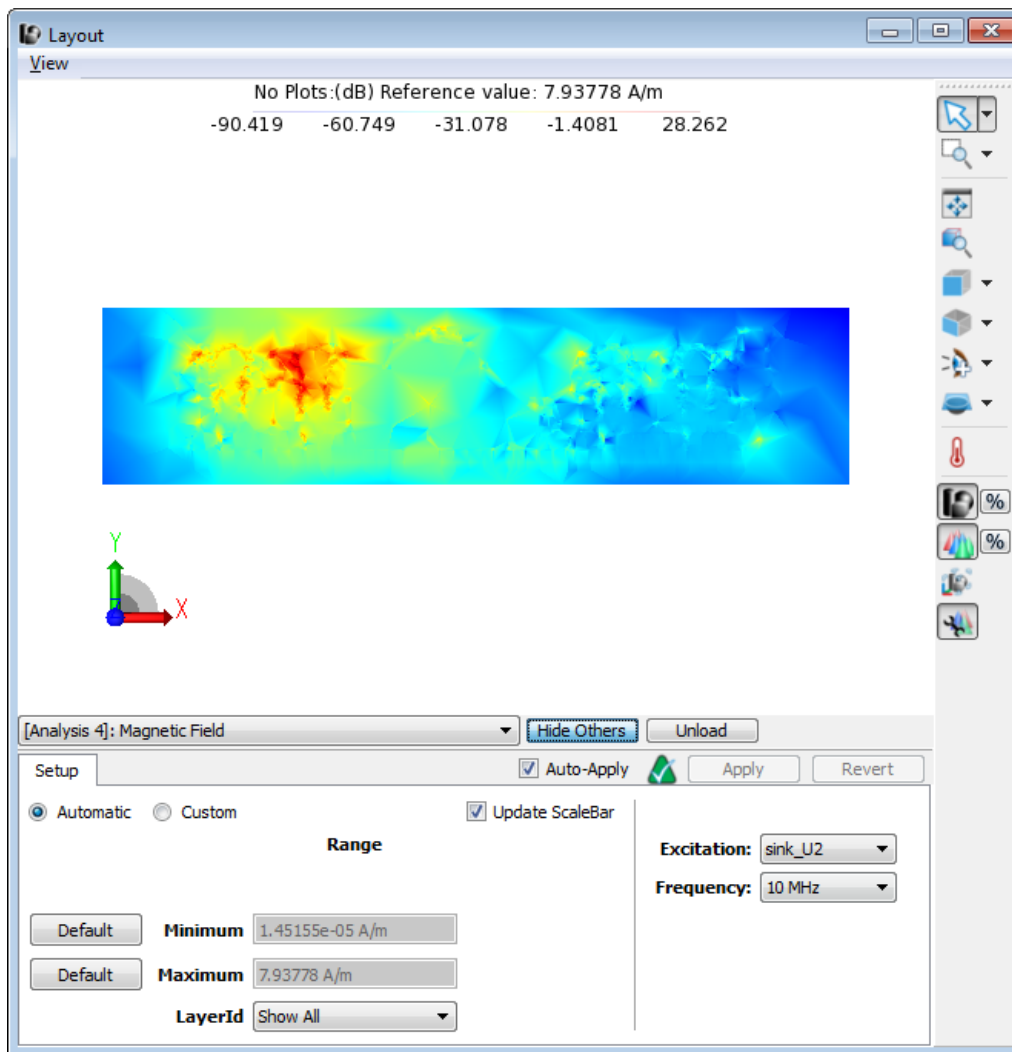 Layout
View
No Plots:(dB) Reference value: 7.93778 A/m
-90.419 -60.749 -31.078 -1.4081 28.262
%
%
Y
X
Z
[Analysis 4]: Magnetic Field Hide Others Unload
Setup Auto-Apply Apply Revert
Automatic Custom Update ScaleBar
Range
Excitation: sink_U2
Frequency: 10 MHz
Default Minimum 1.45155e-05 A/m
Default Maximum 7.93778 A/m
LayerId Show All